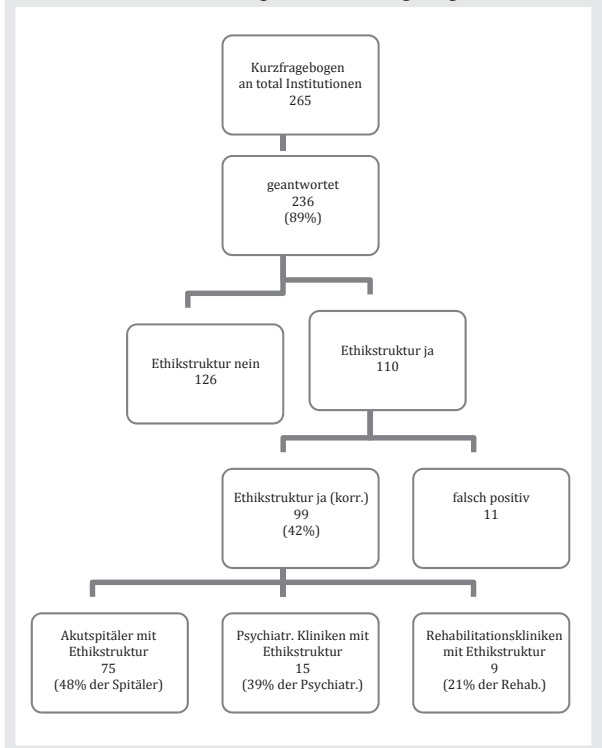 Kurzfragebogen
an total Institutionen
265
geantwortet
236
(89%)
Ethikstruktur nein
126
Ethikstruktur ja
110
Ethikstruktur ja (korr.)
99
(42%)
falsch positiv
11
Akutspitäler mit
Ethikstruktur
75
(48% der Spitäler)
Psychiatr. Kliniken mit
Ethikstruktur
15
(39% der Psychiatr.)
Rehabilitationskliniken
mit Ethikstruktur
9
(21% der Rehab.)